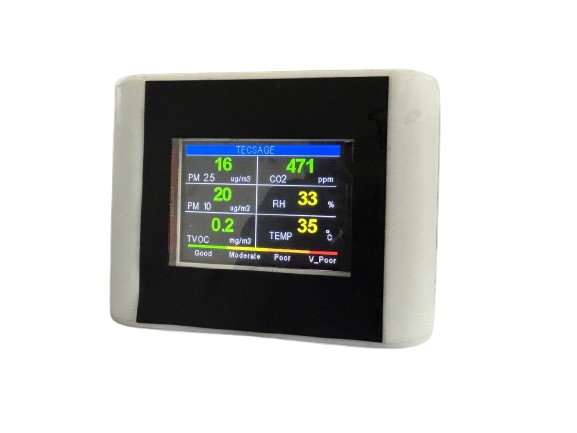 TECSAGE
16 471
PM 2.5 ug/m3 CO2 ppm
20 RH 33 %
PM 10 ug/m3
0.2 TEMP 35 °C
TVOC mg/m3
Good Moderate Poor V_Poor